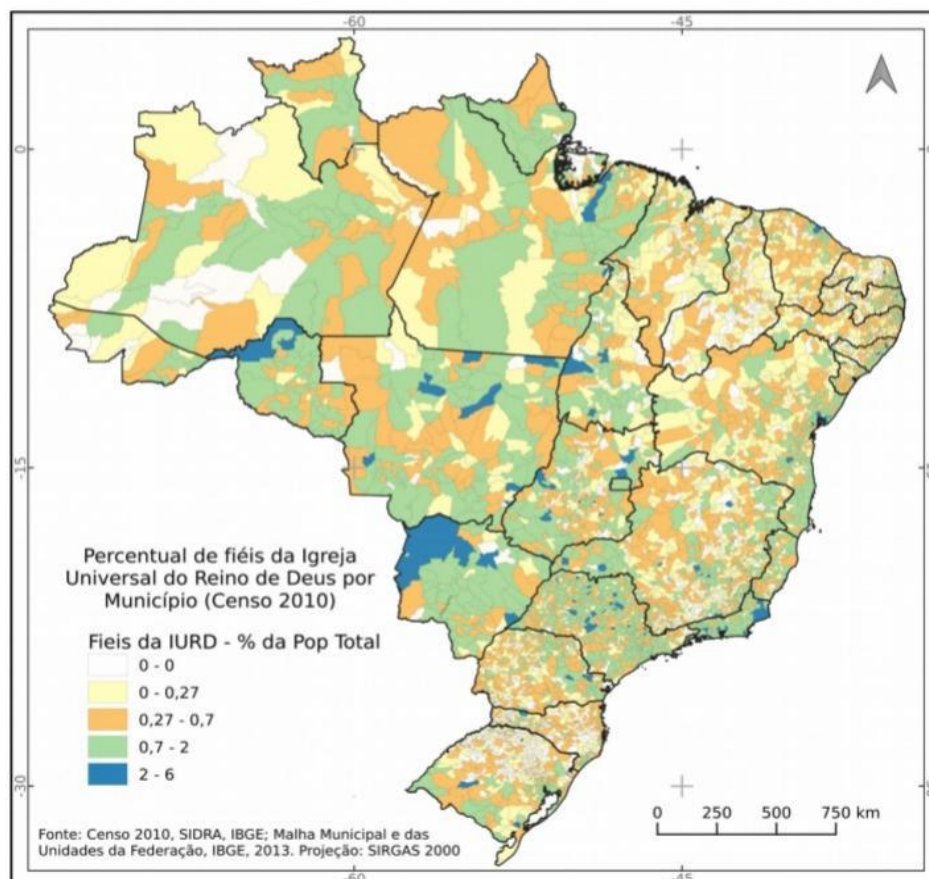 -60
-45
0
-15
-30
Percentual de fiéis da Igreja
Universal do Reino de Deus por
Município (Censo 2010)
Fieis da IURD - % da Pop Total
0 - 0
0 - 0,27
0,27 - 0,7
0,7 - 2
2 - 6
0 250 500 750 km
Fonte: Censo 2010, SIDRA, IBGE; Malha Municipal e das
Unidades da Federação, IBGE, 2013. Projeção: SIRGAS 2000
-60
-45